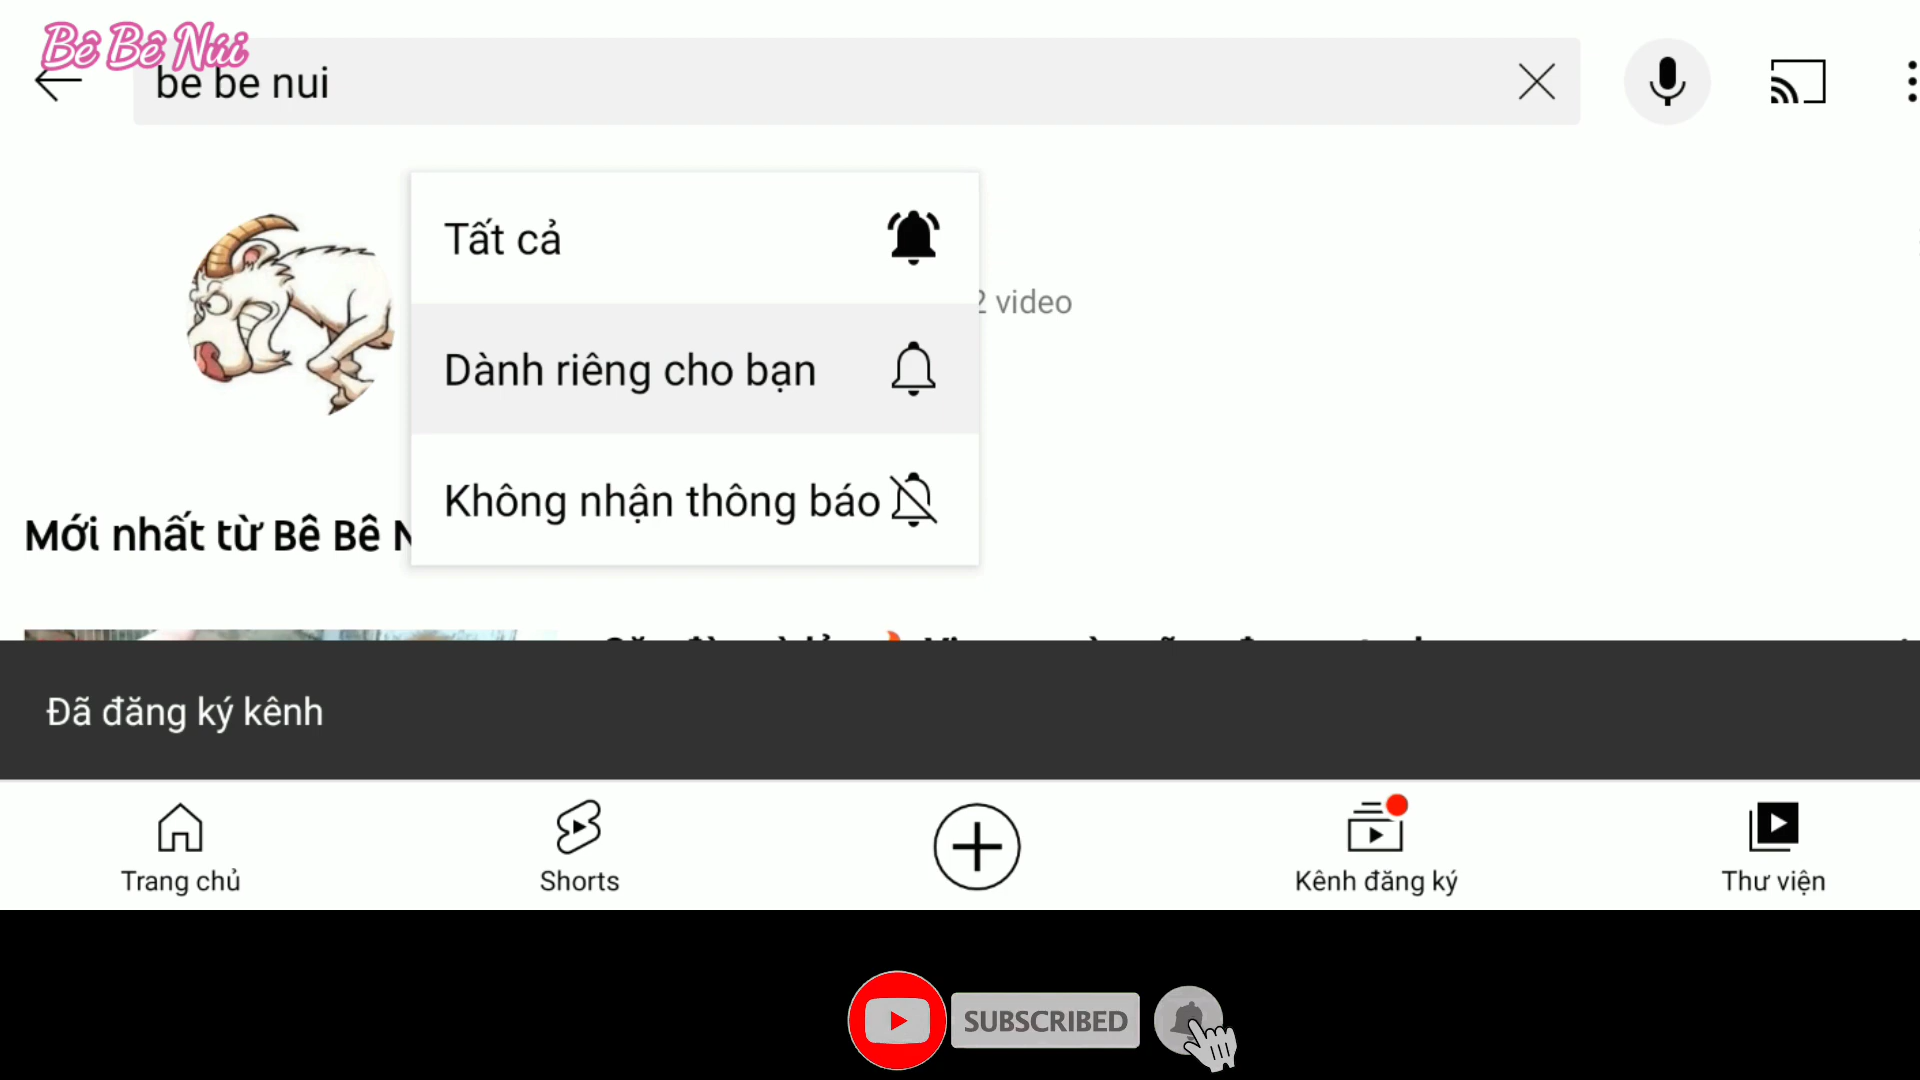 Bê Bê Núi
be be nui
Tất cả
video
Dành riêng cho bạn
Không nhận thông báo
Mới nhất từ Bê Bê
Đã đăng ký kênh
Trang chủ
Shorts
Kênh đăng ký
Thư viện
SUBSCRIBED